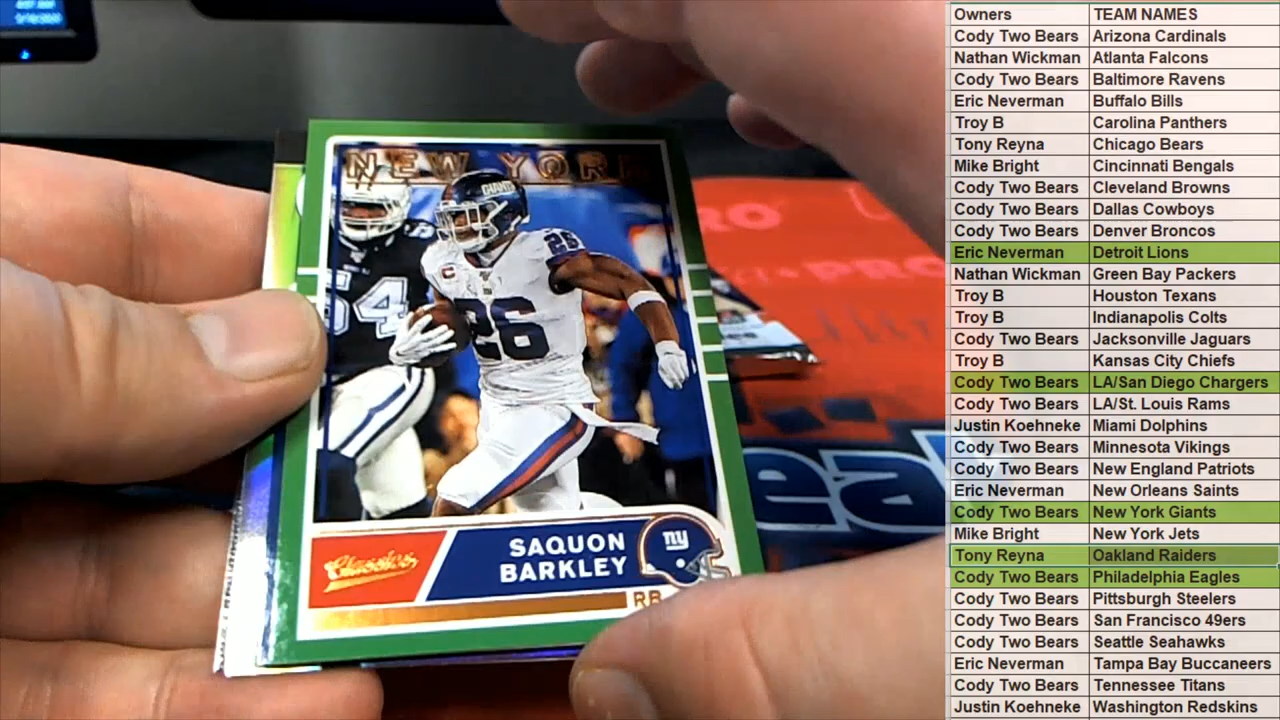 NEW YORK
GIANTS
26
54
26
SAQUON
BARKLEY
ny
Classics
RB
PRO
Owners TEAM NAMES
Cody Two Bears Arizona Cardinals
Nathan Wickman Atlanta Falcons
Cody Two Bears Baltimore Ravens
Eric Neverman Buffalo Bills
Troy B Carolina Panthers
Tony Reyna Chicago Bears
Mike Bright Cincinnati Bengals
Cody Two Bears Cleveland Browns
Cody Two Bears Dallas Cowboys
Cody Two Bears Denver Broncos
Eric Neverman Detroit Lions
Nathan Wickman Green Bay Packers
Troy B Houston Texans
Troy B Indianapolis Colts
Cody Two Bears Jacksonville Jaguars
Troy B Kansas City Chiefs
Cody Two Bears LA/San Diego Chargers
Cody Two Bears LA/St. Louis Rams
Justin Koehneke Miami Dolphins
Cody Two Bears Minnesota Vikings
Cody Two Bears New England Patriots
Eric Neverman New Orleans Saints
Cody Two Bears New York Giants
Mike Bright New York Jets
Tony Reyna Oakland Raiders
Cody Two Bears Philadelphia Eagles
Cody Two Bears Pittsburgh Steelers
Cody Two Bears San Francisco 49ers
Cody Two Bears Seattle Seahawks
Eric Neverman Tampa Bay Buccaneers
Cody Two Bears Tennessee Titans
Justin Koehneke Washington Redskins